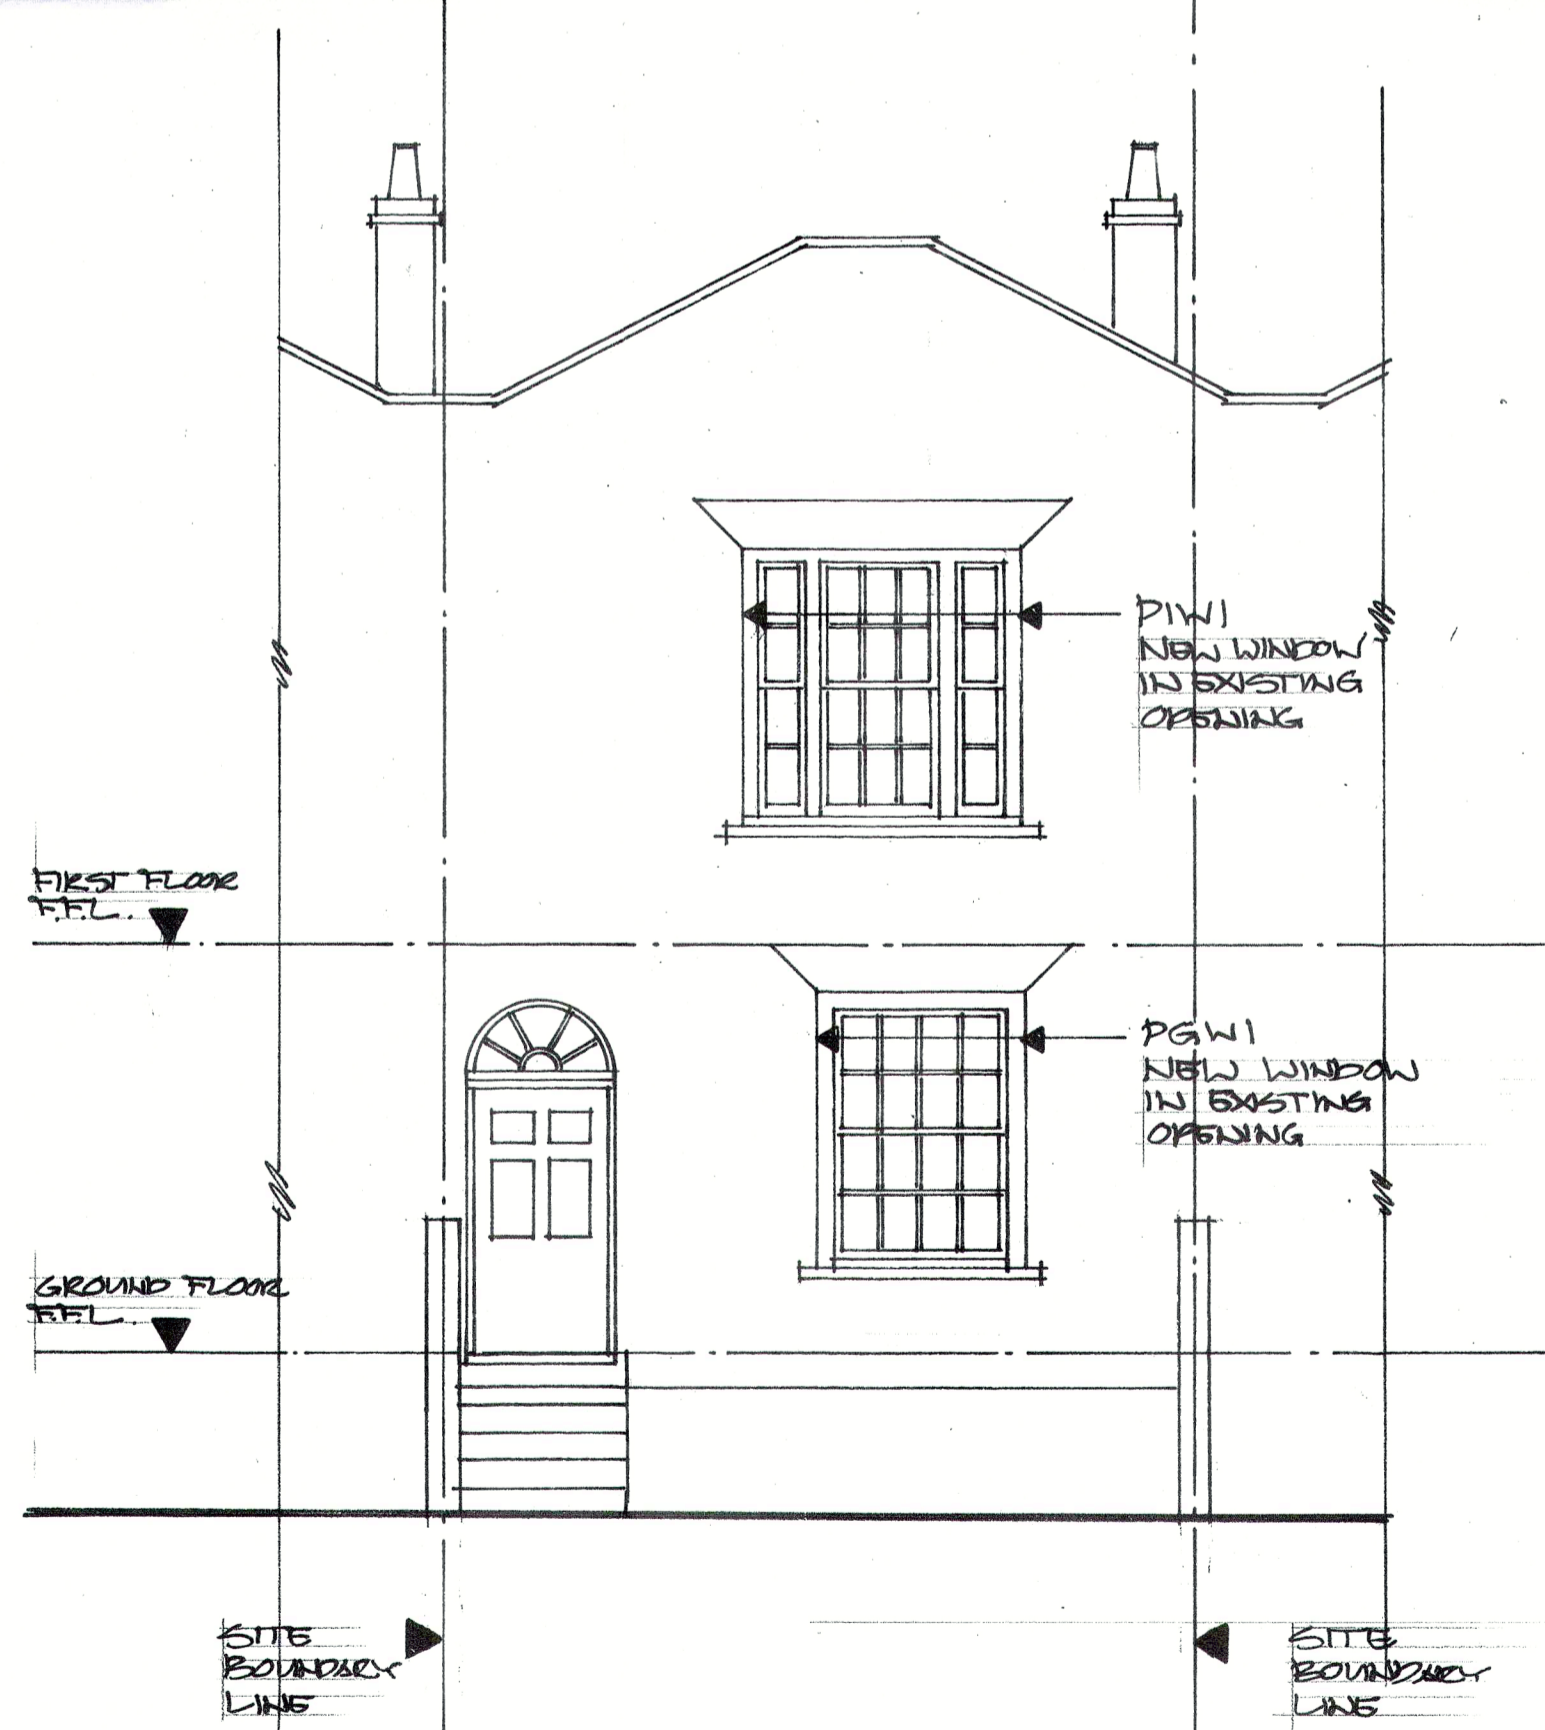 P1W1
NEW WINDOW
IN EXISTING
OPENING
FIRST FLOOR
F.F.L.
PGW1
NEW WINDOW
IN EXISTING
OPENING
GROUND FLOOR
F.F.L.
SITE
BOUNDARY
LINE
SITE
BOUNDARY
LINE